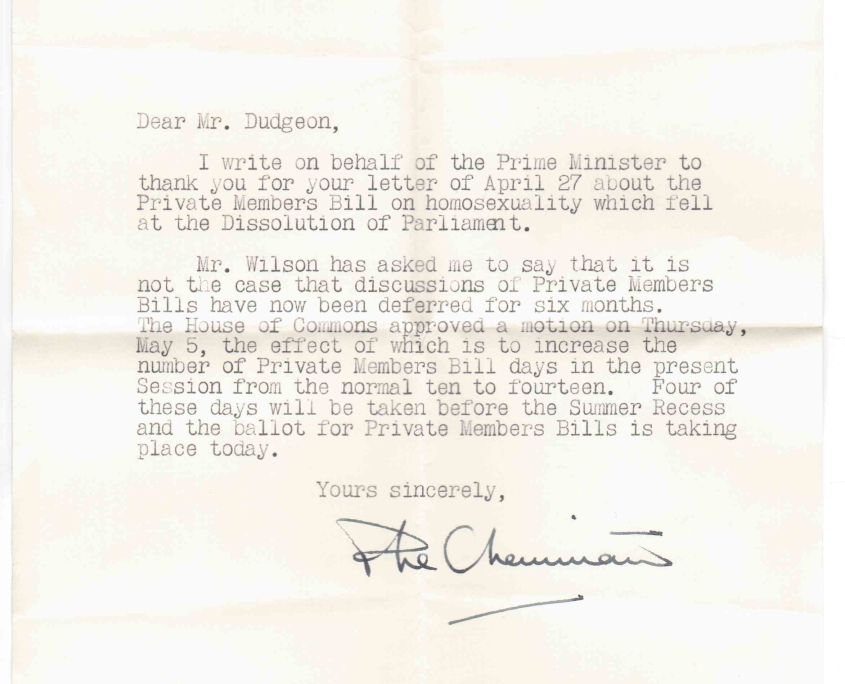 Dear Mr. Dudgeon,
I write on behalf of the Prime Minister to
thank you for your letter of April 27 about the
Private Members Bill on homosexuality which fell
at the Dissolution of Parliament.
Mr. Wilson has asked me to say that it is
not the case that discussions of Private Members
Bills have now been deferred for six months.
The House of Commons approved a motion on Thursday,
May 5, the effect of which is to increase the
number of Private Members Bill days in the present
Session from the normal ten to fourteen. Four of
these days will be taken before the Summer Recess
and the ballot for Private Members Bills is taking
place today.
Yours sincerely,